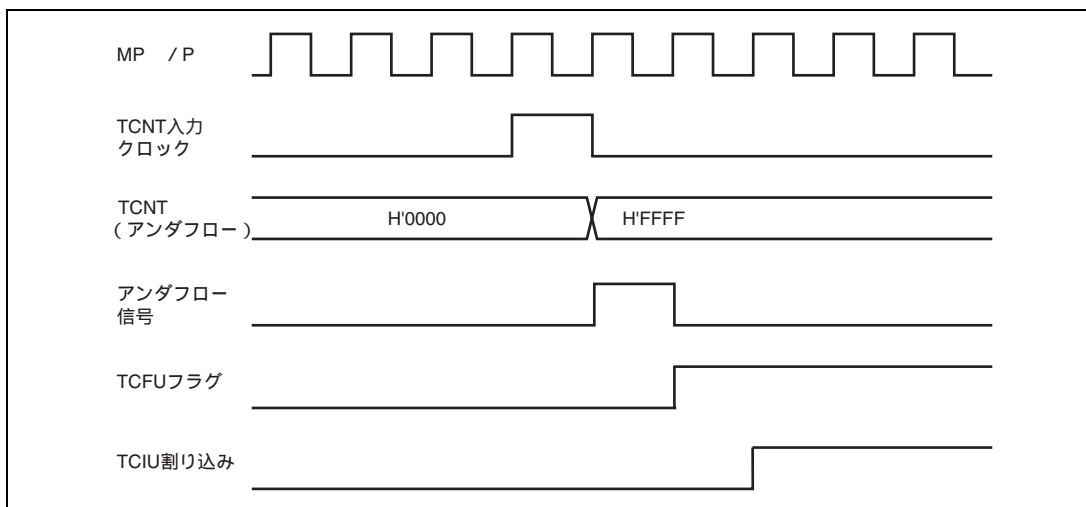 MP /P
TCNT入力
クロック
TCNT
(アンダフロー)
H'0000
H'FFFF
アンダフロー
信号
TCFUフラグ
TCIU割り込み